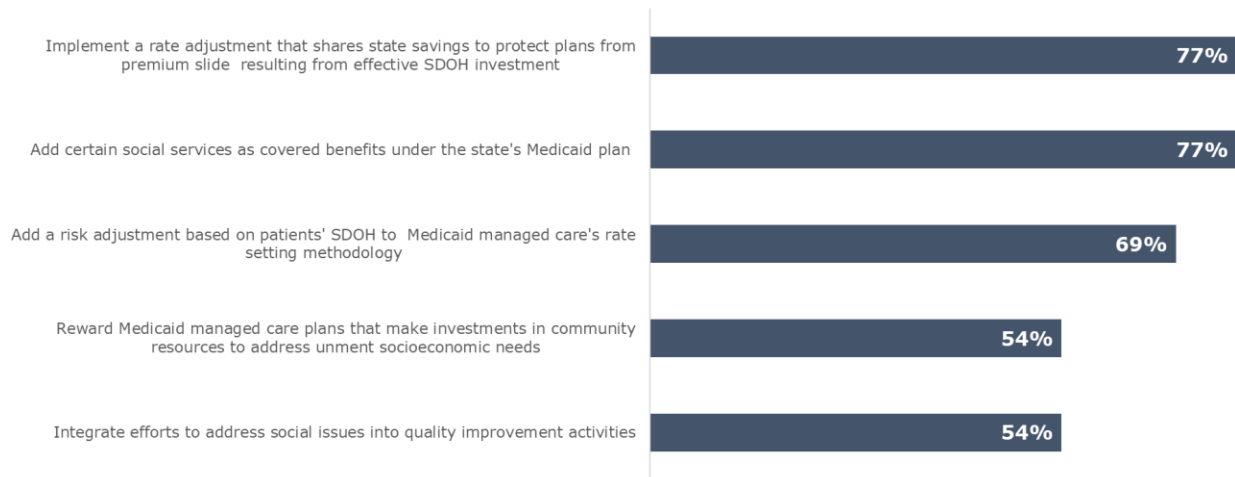 Implement a rate adjustment that shares state savings to protect plans from
premium slide  resulting from effective SDOH investment
77%
Add certain social services as covered benefits under the state's Medicaid plan
77%
Add a risk adjustment based on patients' SDOH to  Medicaid managed care's rate
setting methodology
69%
Reward Medicaid managed care plans that make investments in community
resources to address unment socioeconomic needs
54%
Integrate efforts to address social issues into quality improvement activities
54%